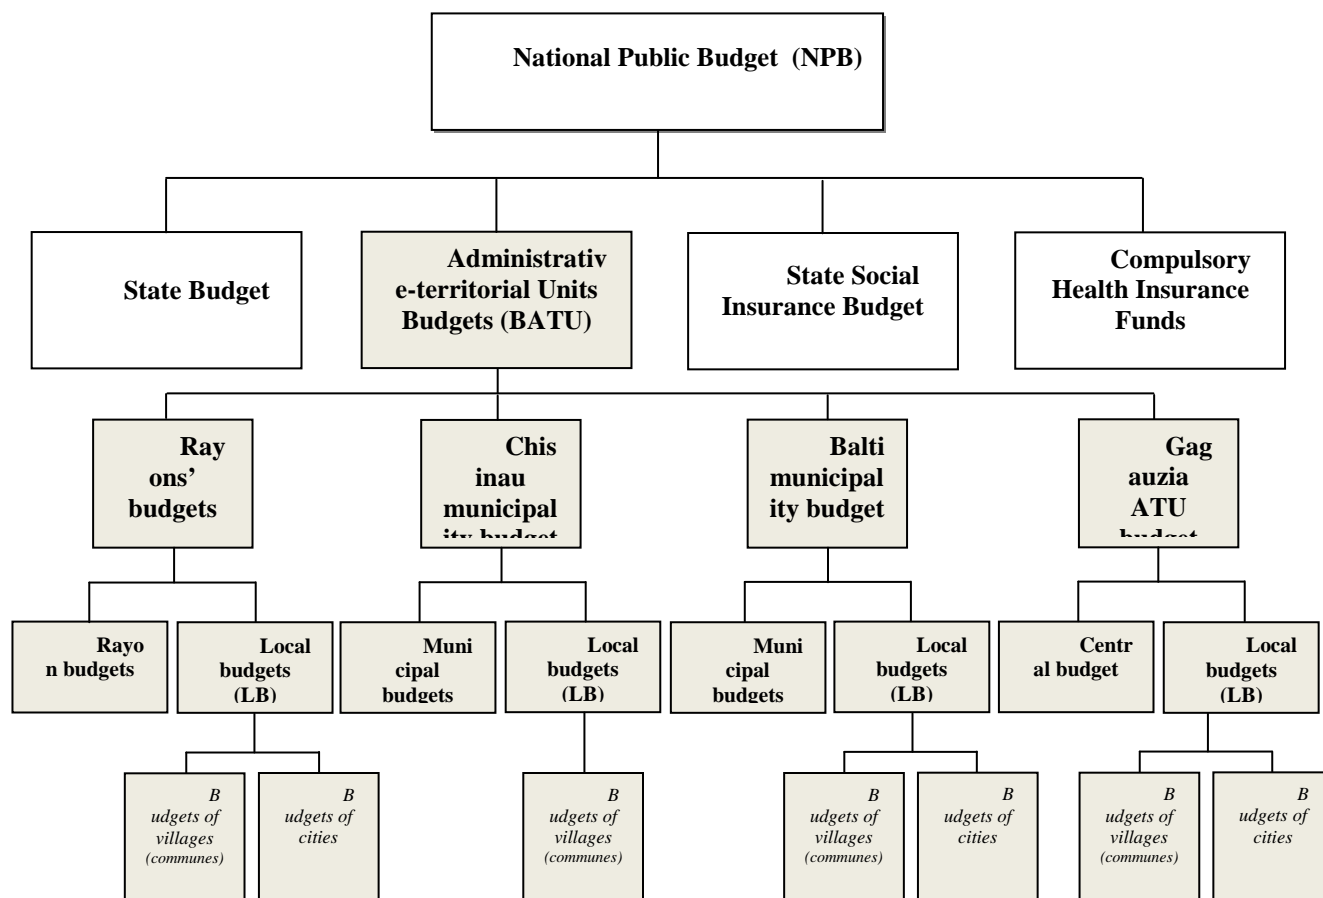 National Public Budget (NPB)
State Budget
Administrativ
e-territorial Units
Budgets (BATU)
State Social
Insurance Budget
Compulsory
Health Insurance
Funds
Ray
ons’
budgets
Chis
inau
municipal
ity budget
Balti
municipal
ity budget
Gag
auzia
ATU
budget
Rayo
n budgets
Local
budgets
(LB)
Muni
cipal
budgets
Local
budgets
(LB)
Muni
cipal
budgets
Local
budgets
(LB)
Centr
al budget
Local
budgets
(LB)
B
udgets of
villages
(communes)
B
udgets of
cities
B
udgets of
villages
(communes)
B
udgets of
villages
(communes)
B
udgets of
cities
B
udgets of
villages
(communes)
B
udgets of
cities